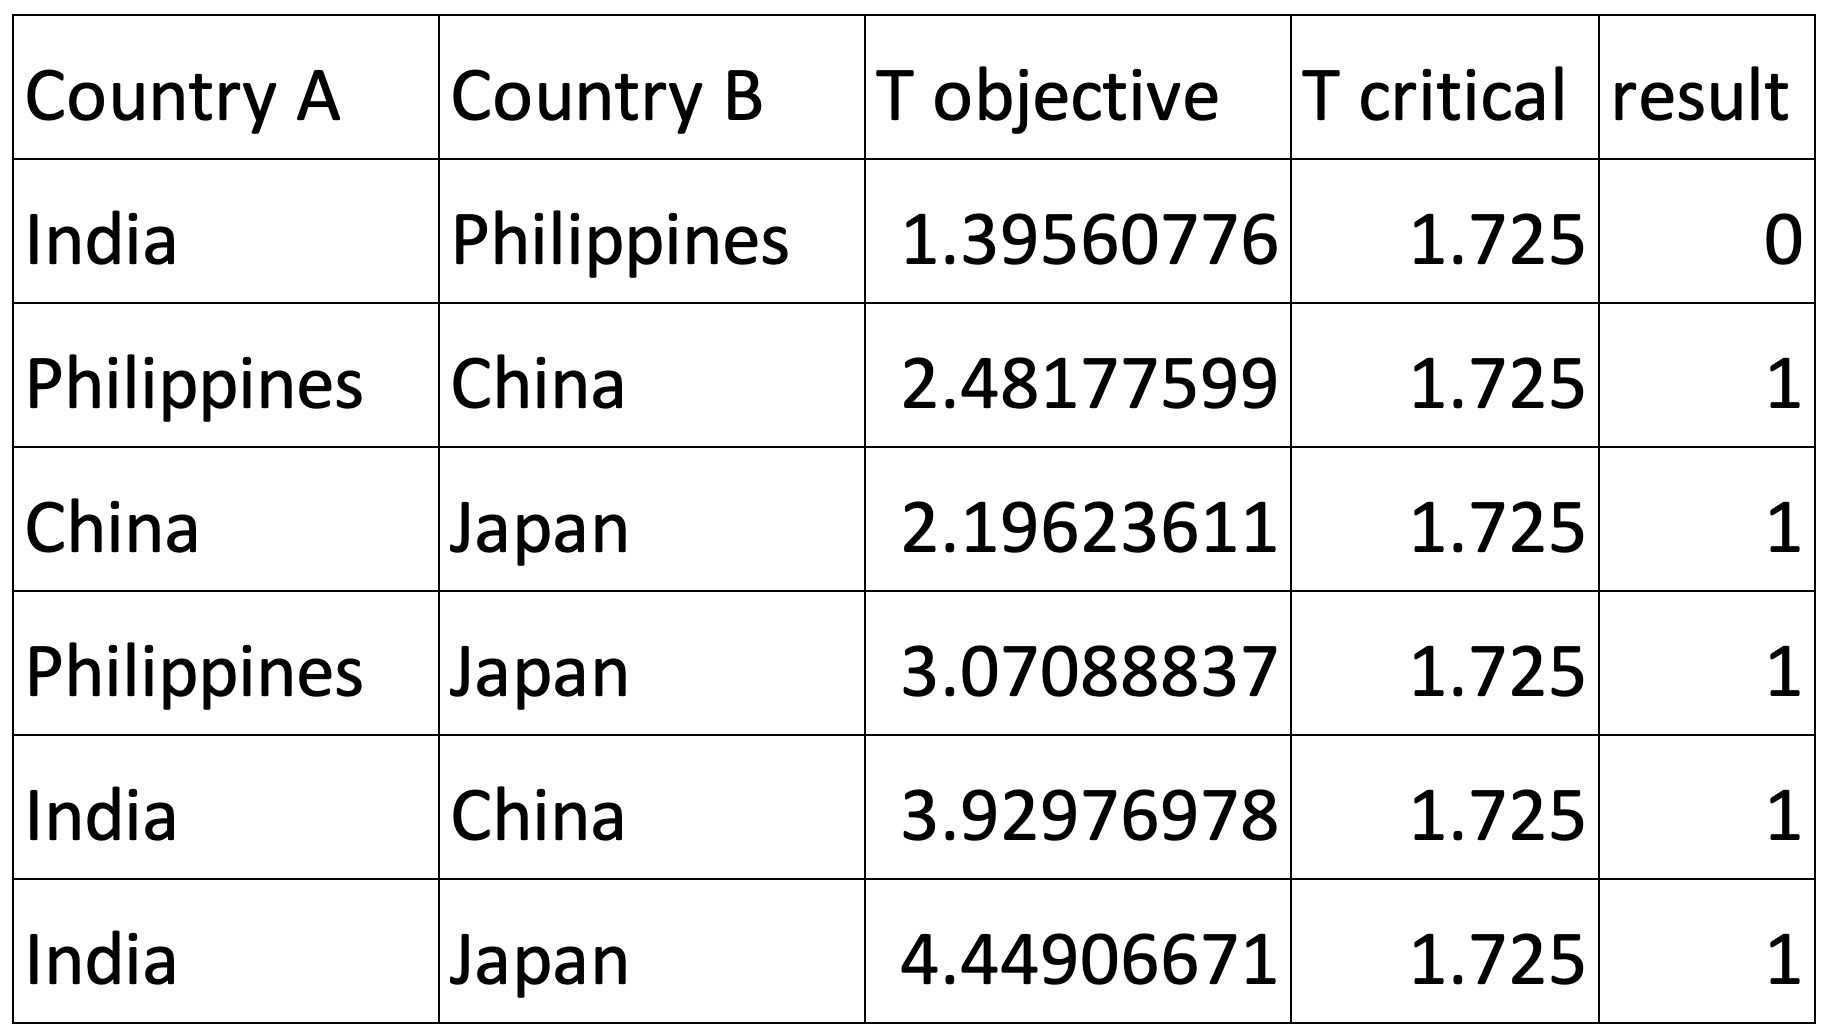 Country A Country B T objective T critical result
India Philippines 1.39560776 1.725 0
Philippines China 2.48177599 1.725 1
China Japan 2.19623611 1.725 1
Philippines Japan 3.07088837 1.725 1
India China 3.92976978 1.725 1
India Japan 4.44906671 1.725 1